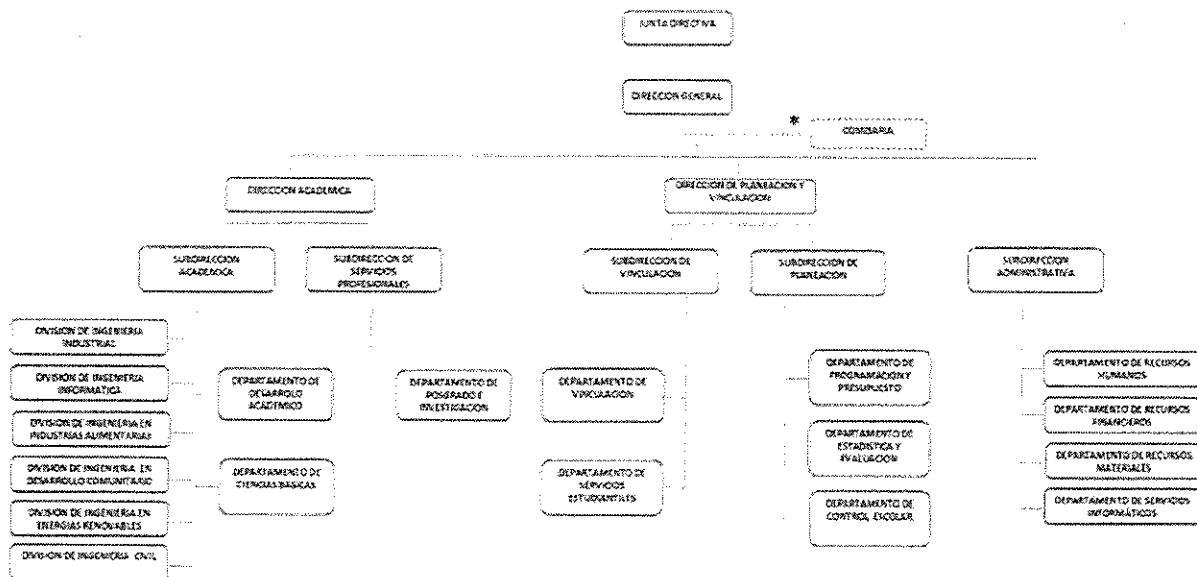 JUNTA DIRECTIVA
DIRECCION GENERAL
*
COMISARIA
DIRECCION ACADEMICA
DIRECCION DE PLANEACION Y
VINCULACION
SUBDIRECCION
ACADEMICA
SUBDIRECCION DE
SERVICIOS
PROFESIONALES
SUBDIRECCION DE
VINCULACION
SUBDIRECCION DE
PLANEACION
SUBDIRECCION
ADMINISTRATIVA
DIVISION DE INGENIERIA
INDUSTRIAL
DIVISION DE INGENIERIA
INFORMATICA
DIVISION DE INGENIERIA EN
INDUSTRIAS ALIMENTARIAS
DIVISION DE INGENIERIA EN
DESARROLLO COMUNITARIO
DIVISION DE INGENIERIA EN
ENERGIAS RENOVABLES
DIVISION DE INGENIERIA CIVIL
DEPARTAMENTO DE
DESARROLLO
ACADEMICO
DEPARTAMENTO DE
CIENCIAS BASICAS
DEPARTAMENTO DE
POSGRADO E
INVESTIGACION
DEPARTAMENTO DE
VINCULACION
DEPARTAMENTO DE
SERVICIOS
ESTUDIANTILES
DEPARTAMENTO DE
PROGRAMACION Y
PRESUPUESTO
DEPARTAMENTO DE
ESTADISTICA Y
EVALUACION
DEPARTAMENTO DE
CONTROL ESCOLAR
DEPARTAMENTO DE RECURSOS
HUMANOS
DEPARTAMENTO DE RECURSOS
FINANCIEROS
DEPARTAMENTO DE RECURSOS
MATERIALES
DEPARTAMENTO DE SERVICIOS
INFORMÁTICOS